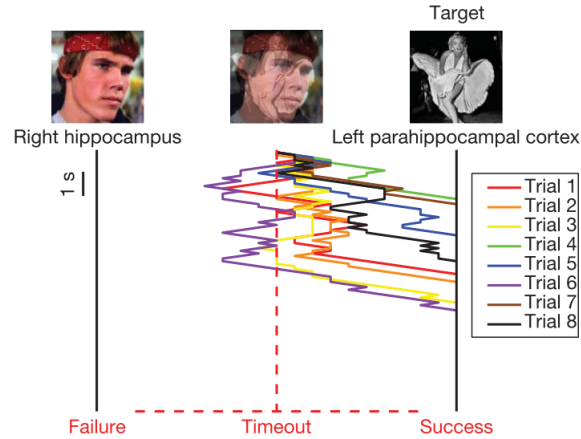 Target
Right hippocampus
Left parahippocampal cortex
1 s
Trial 1
Trial 2
Trial 3
Trial 4
Trial 5
Trial 6
Trial 7
Trial 8
Failure
Timeout
Success